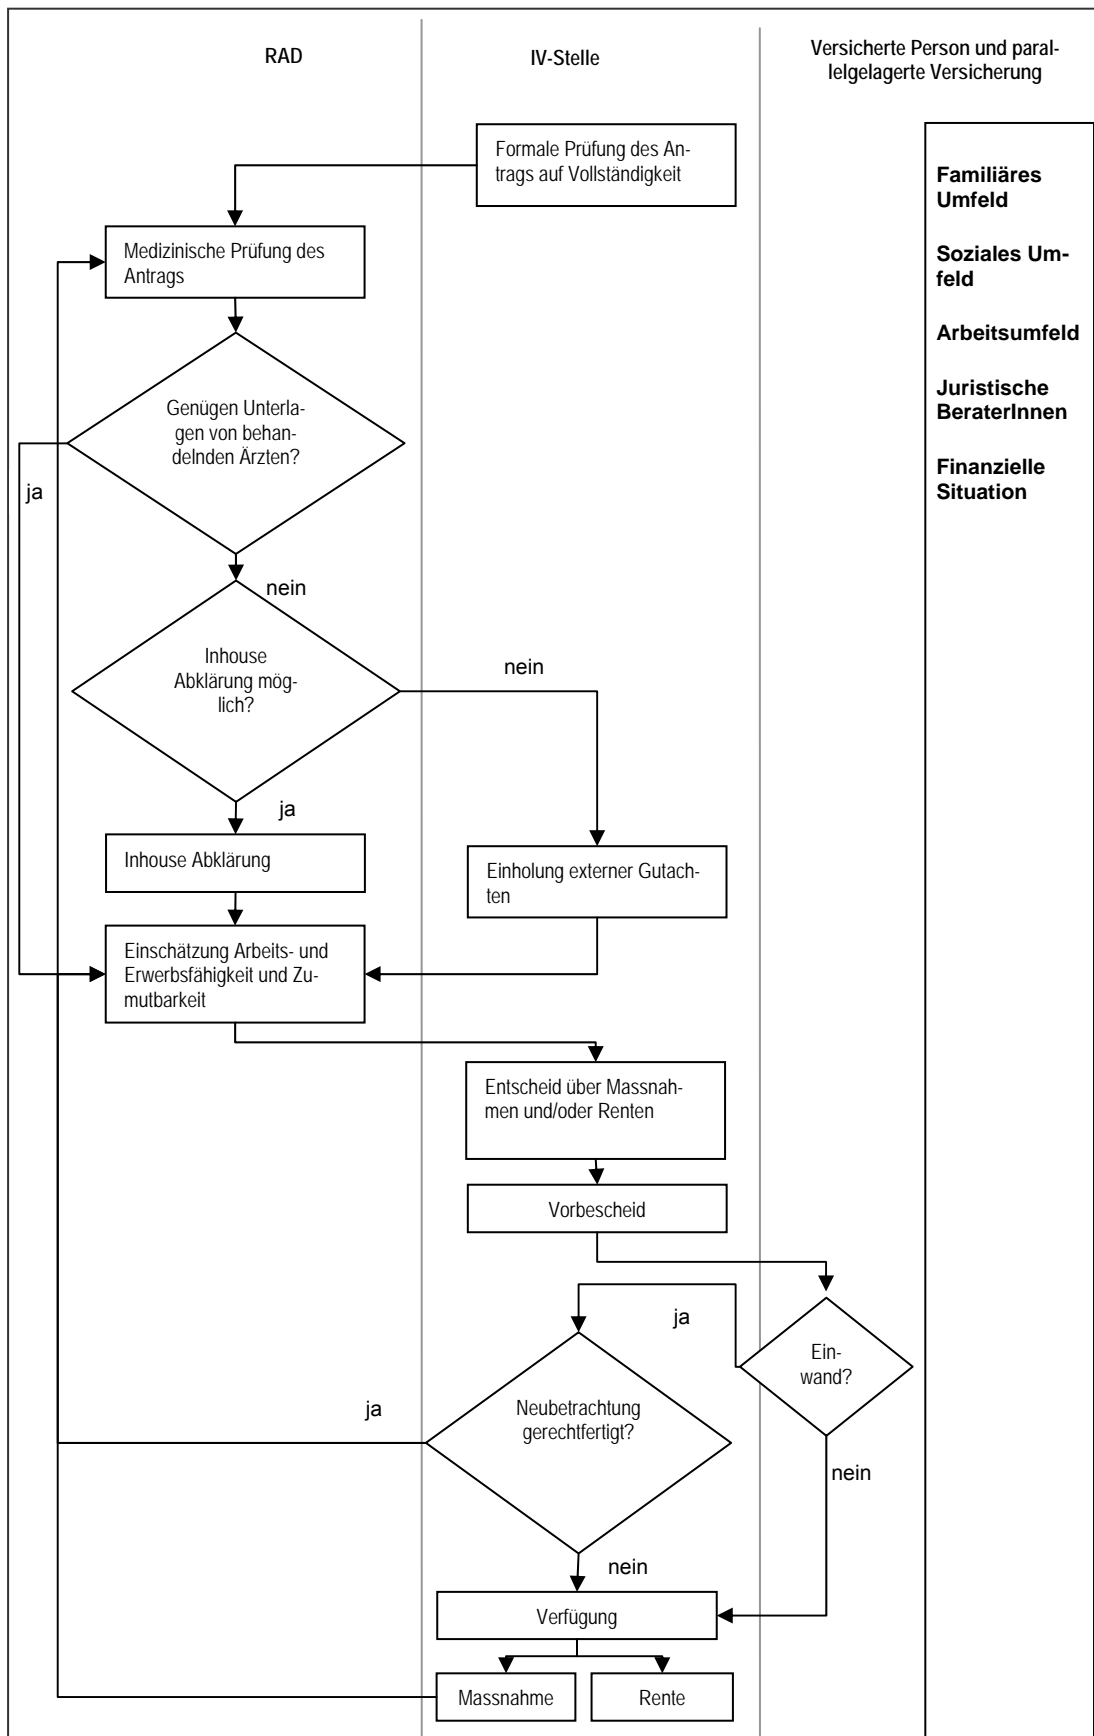 RAD
IV-Stelle
Versicherte Person und paral-
lelgelagerte Versicherung
Formale Prüfung des An-
trags auf Vollständigkeit
Familiäres
Umfeld
Soziales Um-
feld
Arbeitsumfeld
Juristische
BeraterInnen
Finanzielle
Situation
Medizinische Prüfung des
Antrags
Genügen Unterla-
gen von behan-
delnden Ärzten?
ja
nein
Inhouse
Abklärung mög-
lich?
nein
ja
Inhouse Abklärung
Einholung externer Gutach-
ten
Einschätzung Arbeits- und
Erwerbsfähigkeit und Zu-
mutbarkeit
Entscheid über Massnah-
men und/oder Renten
Vorbescheid
Ein-
wand?
ja
Neubetrachtung
gerechtfertigt?
ja
nein
nein
Verfügung
Massnahme
Rente